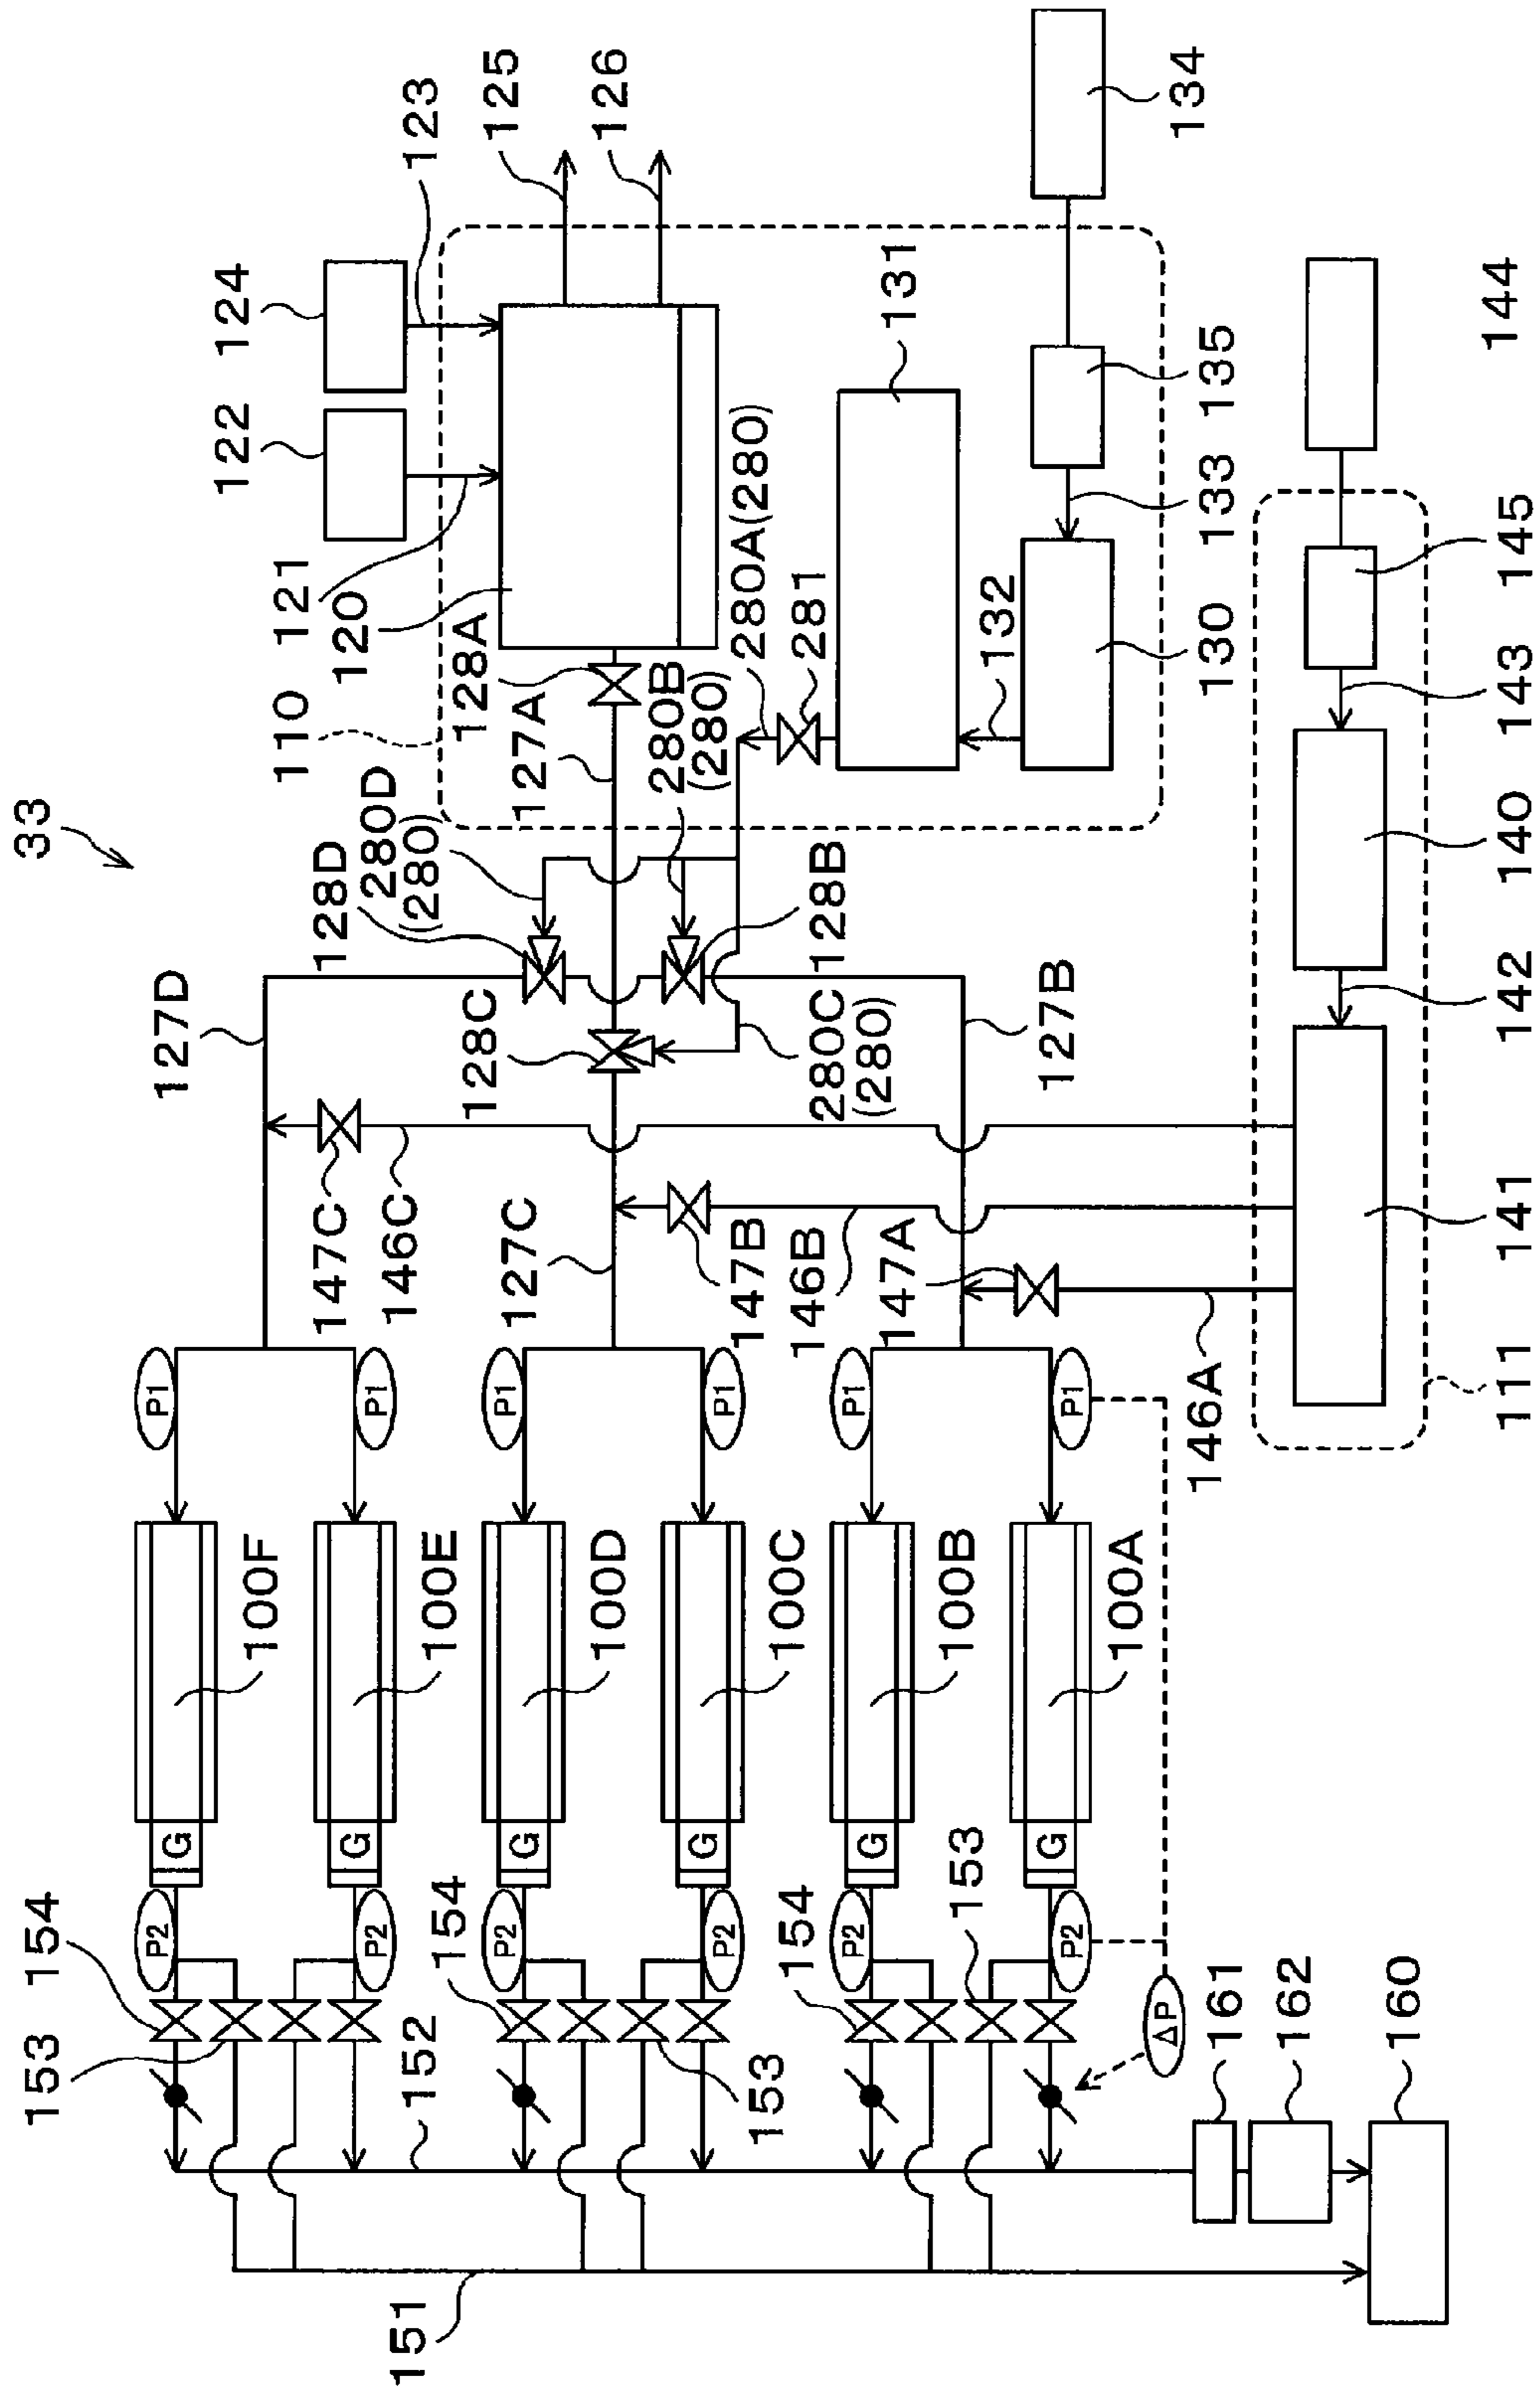 33
110
120
121
122
123
124
125
126
127A
128A
280D
(280)
128D
127D
128C
280B
(280)
280A(280)
281
131
132
130
133
135
134
128B
280C
(280)
127B
147C
146C
127C
147B
146B
147A
146A
144
145
143
140
142
141
111
P1
P1
P1
P1
P1
P1
100F
100E
100D
100C
100B
100A
G
G
G
G
G
G
P2
P2
P2
P2
P2
P2
154
153
154
153
154
153
ΔP
152
151
161
162
160